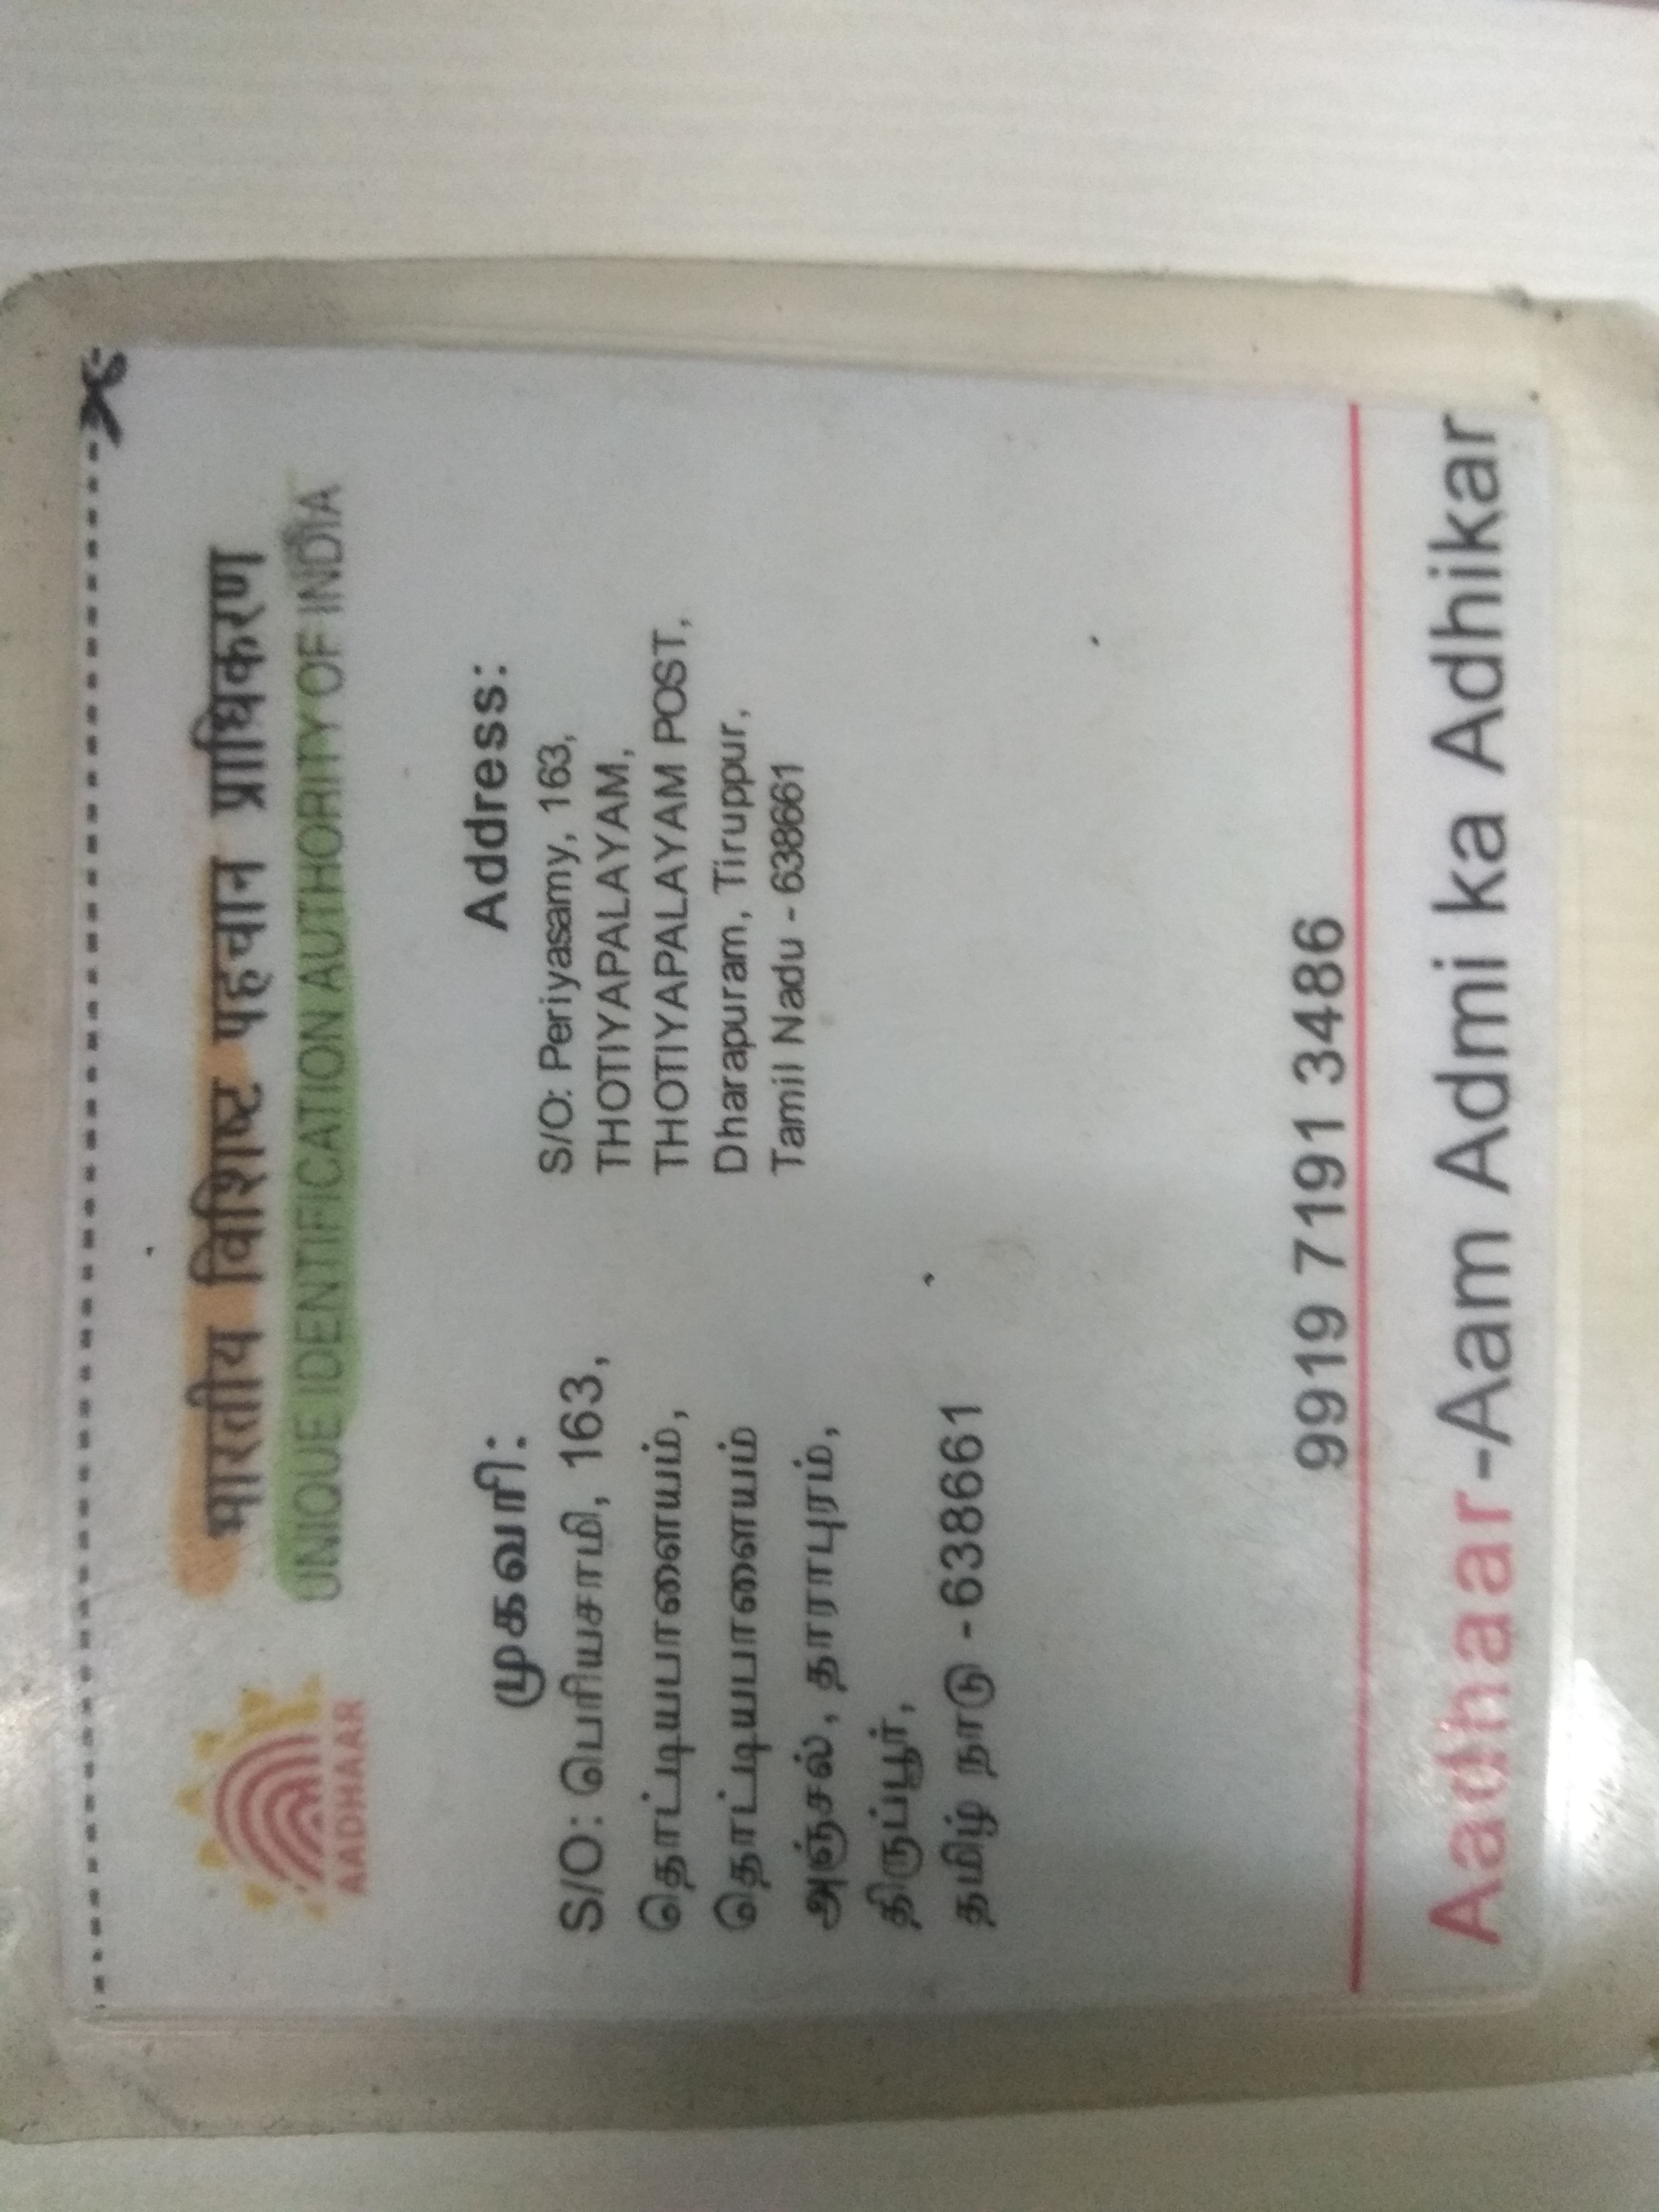 भारतीय विशिष्ट पहचान प्राधिकरण
UNIQUE IDENTIFICATION AUTHORITY OF INDIA
AADHAAR
முகவரி:
S/O: பெரியசாமி, 163,
தொட்டியபாளையம்,
தொட்டியபாளையம்
அஞ்சல், தாராபுரம்,
திருப்பூர்,
தமிழ் நாடு - 638661
Address:
S/O: Periyasamy, 163,
THOTIYAPALAYAM,
THOTIYAPALAYAM POST,
Dharapuram, Tiruppur,
Tamil Nadu - 638661
9919 7191 3486
Aadhaar-Aam Admi ka Adhikar